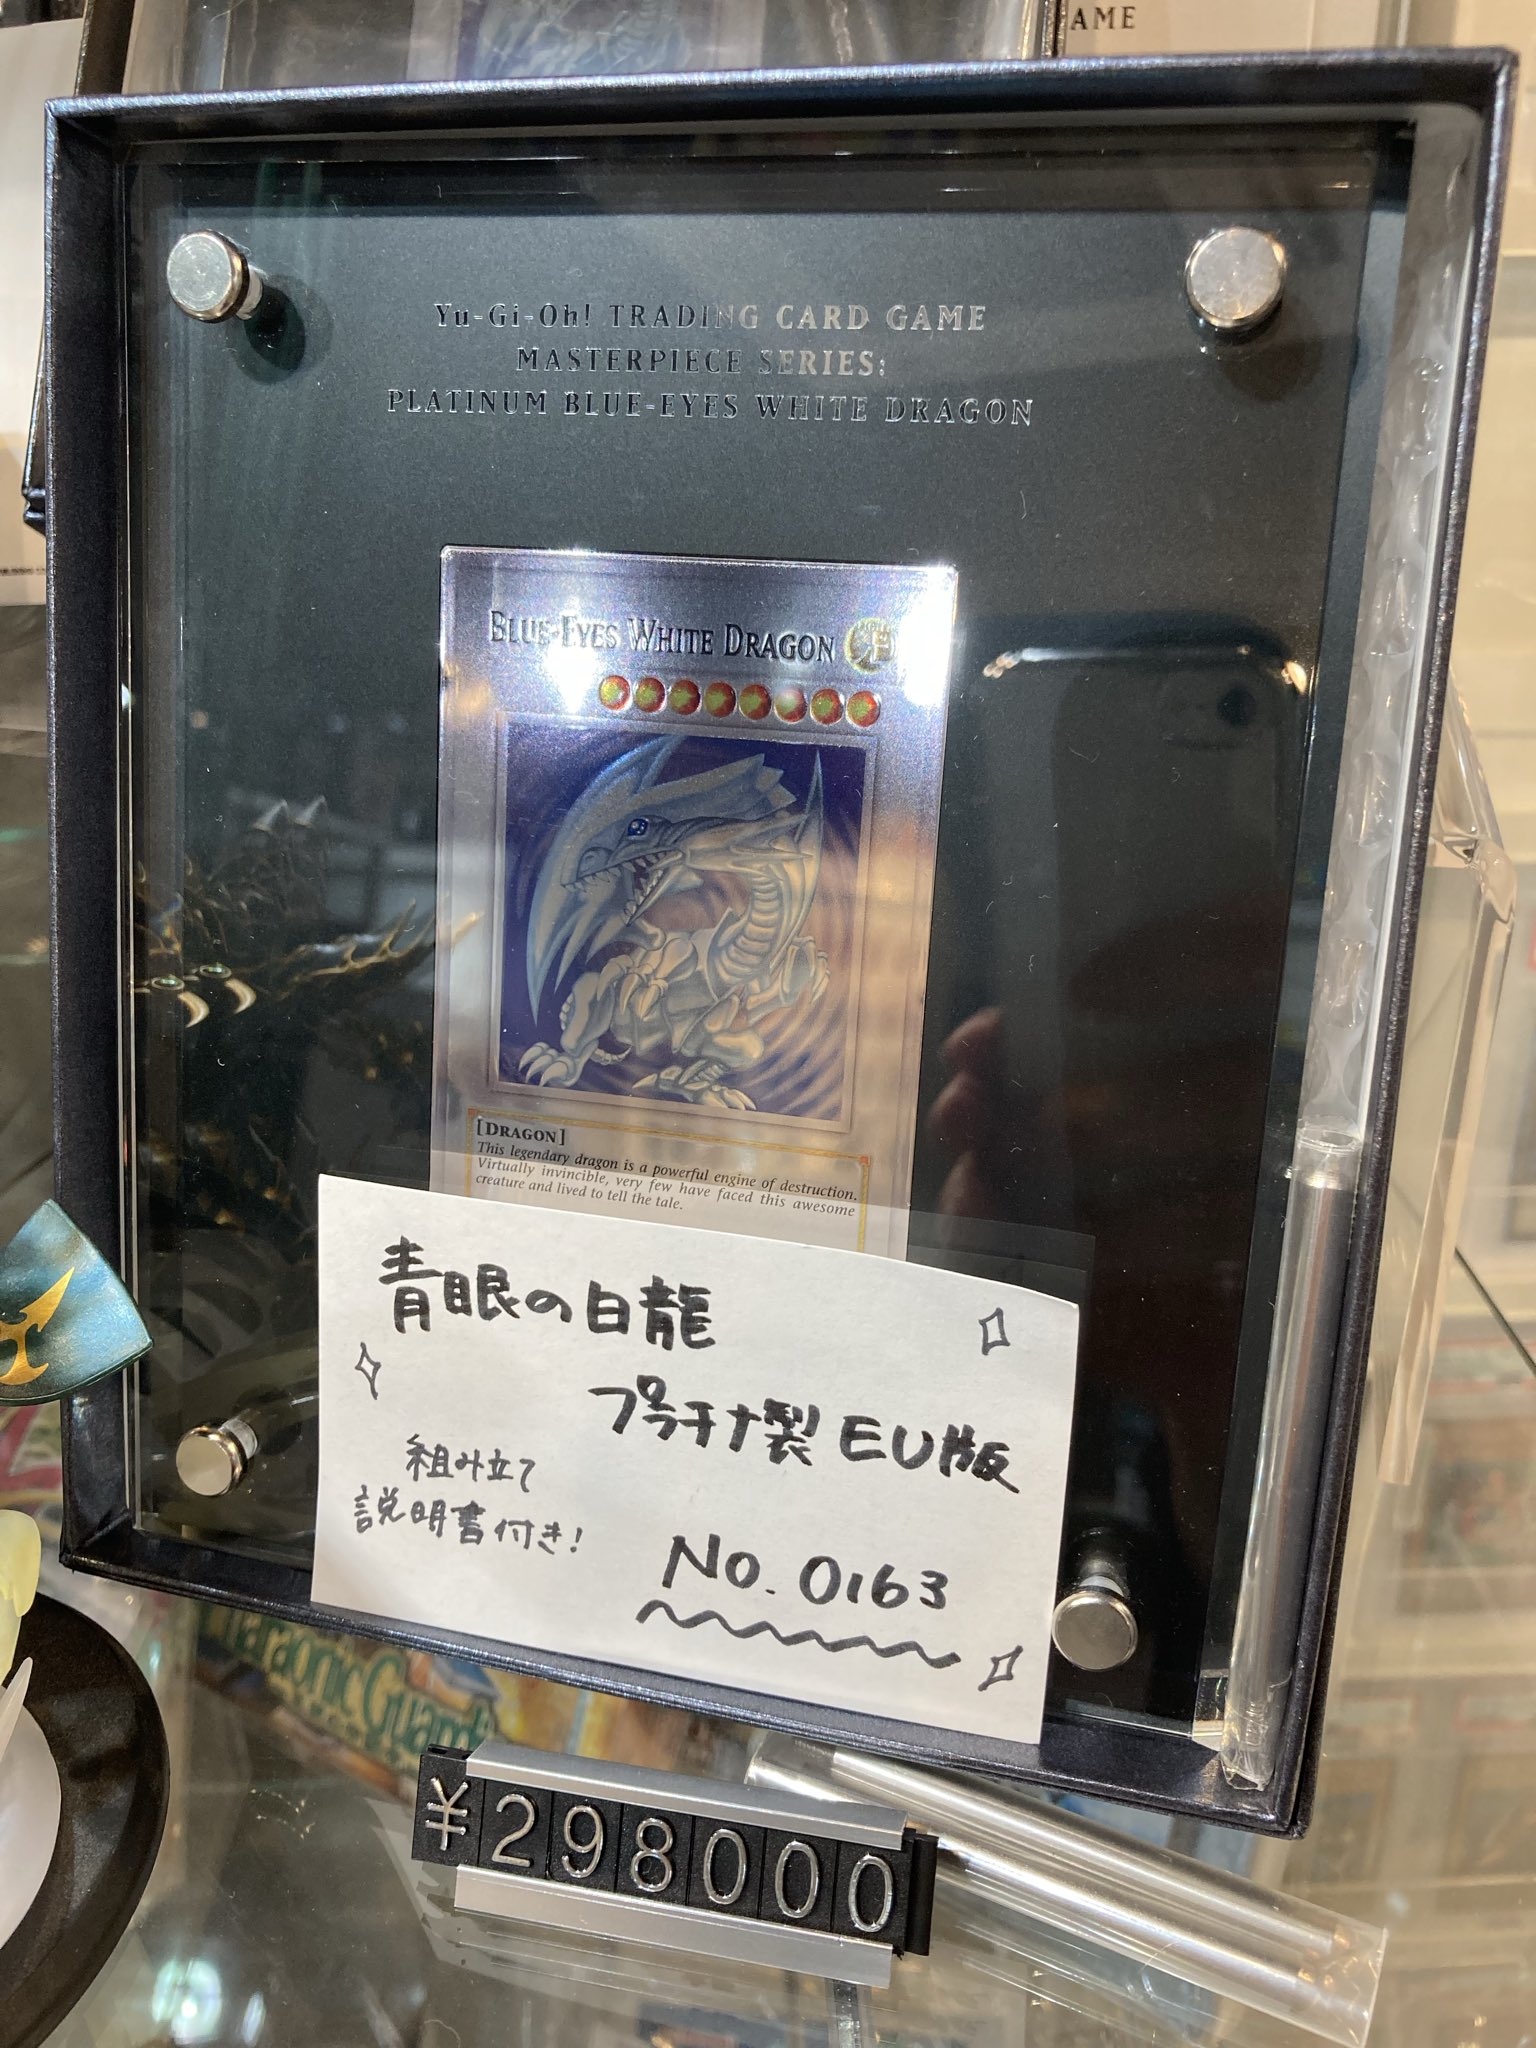 AME
Yu-Gi-Oh! TRADING CARD GAME
MASTERPIECE SERIES:
PLATINUM BLUE-EYES WHITE DRAGON
BLUE-EYES WHITE DRAGON
[DRAGON]
This legendary dragon is a powerful engine of destruction.
Virtually invincible, very few have faced this awesome
creature and lived to tell the tale.
青眼の白龍
プラチナ製 EU版
組み立て
説明書付き!
No. 0163
Pharaonic Guard
¥298000